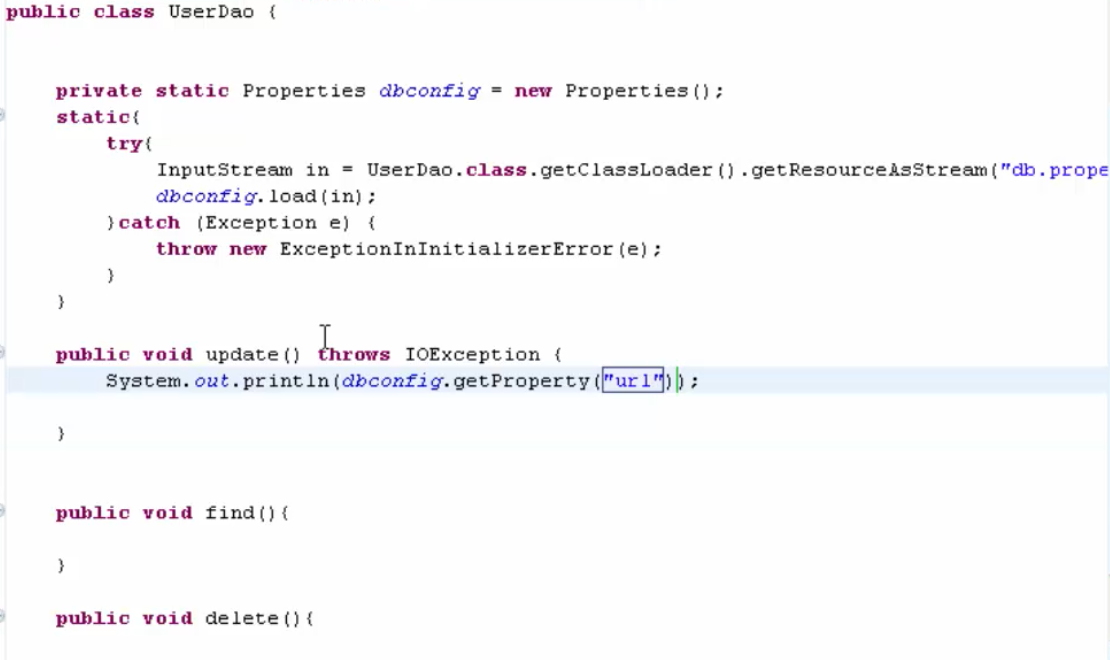 public class UserDao {
private static Properties dbconfig = new Properties();
static{
try{
InputStream in = UserDao.class.getClassLoader().getResourceAsStream("db.prope
dbconfig.load(in);
}catch (Exception e) {
throw new ExceptionInInitializerError(e);
}
}
public void update() throws IOException {
System.out.println(dbconfig.getProperty("url"));
}
public void find(){
}
public void delete(){